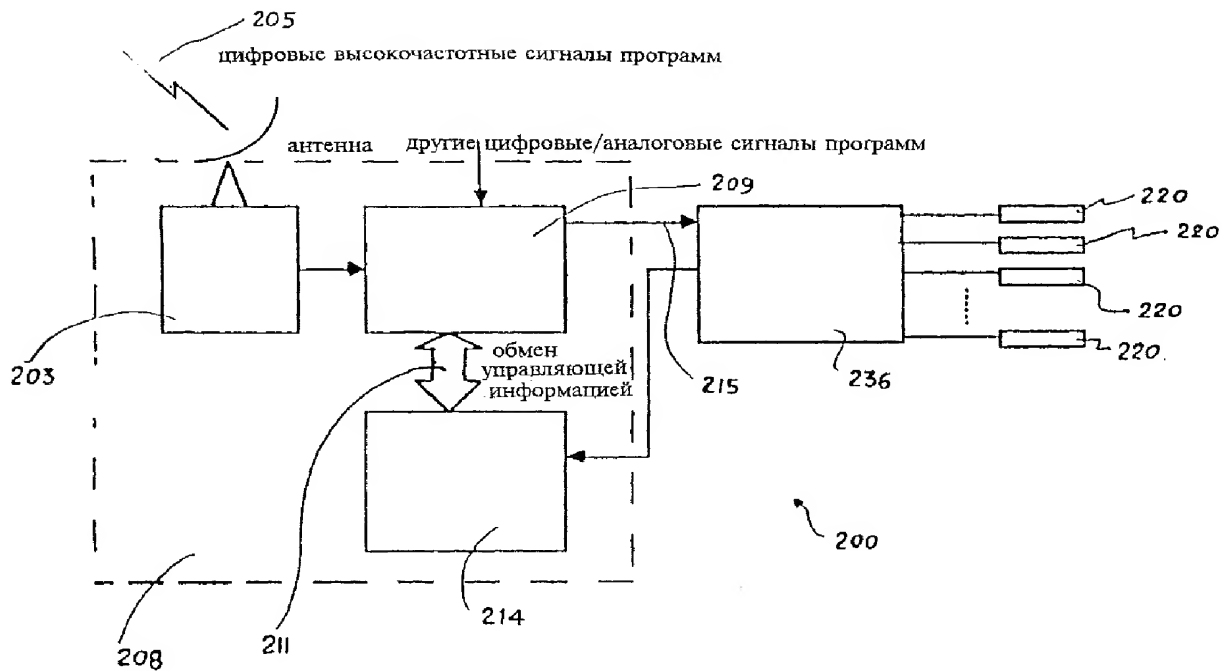 205
цифровые высокочастотные сигналы программ
антенна
другие цифровые/аналоговые сигналы программ
209
220
220
220
220.
203
обмен
управляющей
информацией
215
236
200
208
211
214